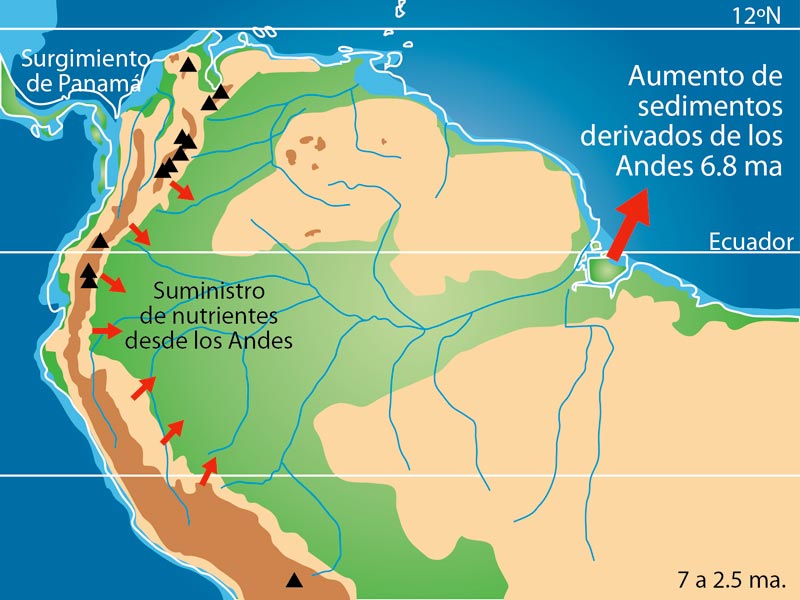 12ºN
Surgimiento
de Panamá
Aumento de
sedimentos
derivados de los
Andes 6.8 ma
Ecuador
Suministro
de nutrientes
desde los Andes
7 a 2.5 ma.